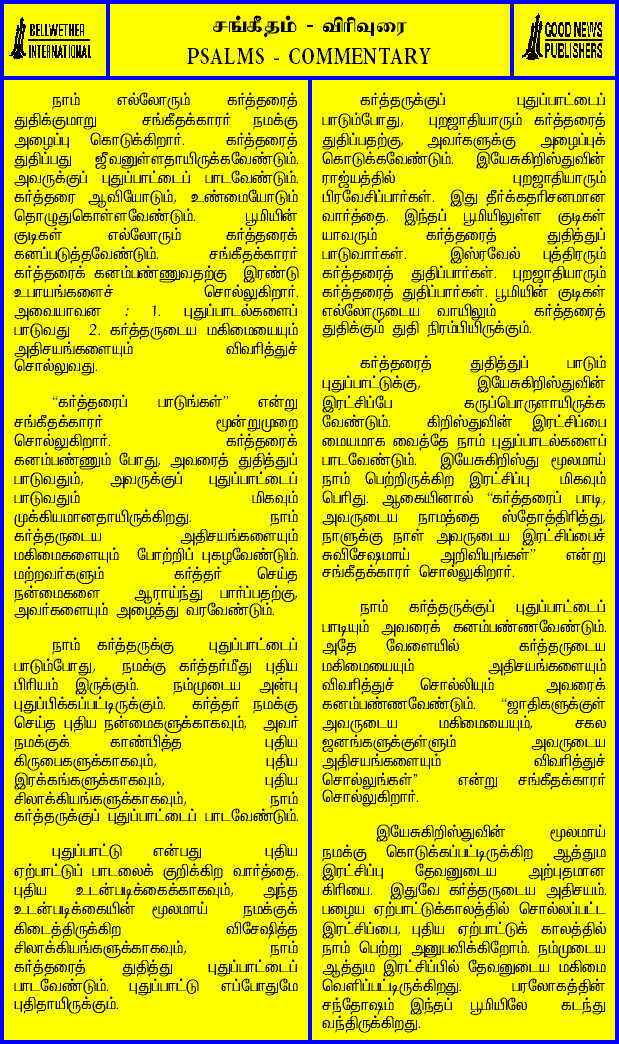 BELLWETHER
INTERNATIONAL
சங்கீதம் - விரிவுரை
PSALMS - COMMENTARY
GOOD NEWS
PUBLISHERS
நாம் எல்லோரும் கர்த்தரைத்
துதிக்குமாறு சங்கீதக்காரர் நமக்கு
அழைப்பு கொடுக்கிறார். கர்த்தரைத்
துதிப்பது ஜீவனுள்ளதாயிருக்கவேண்டும்.
அவருக்குப் புதுப்பாட்டைப் பாடவேண்டும்.
கர்த்தரை ஆவியோடும், உண்மையோடும்
தொழுதுகொள்ளவேண்டும். பூமியின்
குடிகள் எல்லோரும் கர்த்தரைக்
கனப்படுத்தவேண்டும். சங்கீதக்காரர்
கர்த்தரைக் கனம்பண்ணுவதற்கு இரண்டு
உபாயங்களைச் சொல்லுகிறார்.
அவையாவன : 1. புதுப்பாடல்களைப்
பாடுவது 2. கர்த்தருடைய மகிமையையும்
அதிசயங்களையும் விவரித்துச்
சொல்லுவது.
“கர்த்தரைப் பாடுங்கள்” என்று
சங்கீதக்காரர் மூன்றுமுறை
சொல்லுகிறார். கர்த்தரைக்
கனம்பண்ணும் போது, அவரைத் துதித்துப்
பாடுவதும், அவருக்குப் புதுப்பாட்டைப்
பாடுவதும் மிகவும்
முக்கியமானதாயிருக்கிறது. நாம்
கர்த்தருடைய அதிசயங்களையும்
மகிமைகளையும் போற்றிப் புகழவேண்டும்.
மற்றவர்களும் கர்த்தர் செய்த
நன்மைகளை ஆராய்ந்து பார்ப்பதற்கு,
அவர்களையும் அழைத்து வரவேண்டும்.
நாம் கர்த்தருக்கு புதுப்பாட்டைப்
பாடும்போது, நமக்கு கர்த்தர்மீது புதிய
பிரியம் இருக்கும். நம்முடைய அன்பு
புதுப்பிக்கப்பட்டிருக்கும். கர்த்தர் நமக்கு
செய்த புதிய நன்மைகளுக்காகவும், அவர்
நமக்குக் காண்பித்த புதிய
கிருபைகளுக்காகவும், புதிய
இரக்கங்களுக்காகவும், புதிய
சிலாக்கியங்களுக்காகவும், நாம்
கர்த்தருக்குப் புதுப்பாட்டைப் பாடவேண்டும்.
புதுப்பாட்டு என்பது புதிய
ஏற்பாட்டுப் பாடலைக் குறிக்கிற வார்த்தை.
புதிய உடன்படிக்கைக்காகவும், அந்த
உடன்படிக்கையின் மூலமாய் நமக்குக்
கிடைத்திருக்கிற விசேஷித்த
சிலாக்கியங்களுக்காகவும், நாம்
கர்த்தரைத் துதித்து புதுப்பாட்டைப்
பாடவேண்டும். புதுப்பாட்டு எப்போதுமே
புதிதாயிருக்கும்.
கர்த்தருக்குப் புதுப்பாட்டைப்
பாடும்போது, புறஜாதியாரும் கர்த்தரைத்
துதிப்பதற்கு, அவர்களுக்கு அழைப்புக்
கொடுக்கவேண்டும். இயேசுகிறிஸ்துவின்
ராஜ்யத்தில் புறஜாதியாரும்
பிரவேசிப்பார்கள். இது தீர்க்கதரிசனமான
வார்த்தை. இந்தப் பூமியிலுள்ள குடிகள்
யாவரும் கர்த்தரைத் துதித்துப்
பாடுவார்கள். இஸ்ரவேல் புத்திரரும்
கர்த்தரைத் துதிப்பார்கள். புறஜாதியாரும்
கர்த்தரைத் துதிப்பார்கள். பூமியின் குடிகள்
எல்லோருடைய வாயிலும் கர்த்தரைத்
துதிக்கும் துதி நிரம்பியிருக்கும்.
கர்த்தரைத் துதித்துப் பாடும்
புதுப்பாட்டுக்கு, இயேசுகிறிஸ்துவின்
இரட்சிப்பே கருப்பொருளாயிருக்க
வேண்டும். கிறிஸ்துவின் இரட்சிப்பை
மையமாக வைத்தே நாம் புதுப்பாடல்களைப்
பாடவேண்டும். இயேசுகிறிஸ்து மூலமாய்
நாம் பெற்றிருக்கிற இரட்சிப்பு மிகவும்
பெரிது. ஆகையினால் “கர்த்தரைப் பாடி,
அவருடைய நாமத்தை ஸ்தோத்திரித்து,
நாளுக்கு நாள் அவருடைய இரட்சிப்பைச்
சுவிசேஷமாய் அறிவியுங்கள்” என்று
சங்கீதக்காரர் சொல்லுகிறார்.
நாம் கர்த்தருக்குப் புதுப்பாட்டைப்
பாடியும் அவரைக் கனம்பண்ணவேண்டும்.
அதே வேளையில் கர்த்தருடைய
மகிமையையும் அதிசயங்களையும்
விவரித்துச் சொல்லியும் அவரைக்
கனம்பண்ணவேண்டும். “ஜாதிகளுக்குள்
அவருடைய மகிமையையும், சகல
ஜனங்களுக்குள்ளும் அவருடைய
அதிசயங்களையும் விவரித்துச்
சொல்லுங்கள்” என்று சங்கீதக்காரர்
சொல்லுகிறார்.
இயேசுகிறிஸ்துவின் மூலமாய்
நமக்கு கொடுக்கப்பட்டிருக்கிற ஆத்தும
இரட்சிப்பு தேவனுடைய அற்புதமான
கிரியை. இதுவே கர்த்தருடைய அதிசயம்.
பழைய ஏற்பாட்டுக்காலத்தில் சொல்லப்பட்ட
இரட்சிப்பை, புதிய ஏற்பாட்டுக் காலத்தில்
நாம் பெற்று அனுபவிக்கிறோம். நம்முடைய
ஆத்தும இரட்சிப்பில் தேவனுடைய மகிமை
வெளிப்பட்டிருக்கிறது. பரலோகத்தின்
சந்தோஷம் இந்தப் பூமியிலே கடந்து
வந்திருக்கிறது.